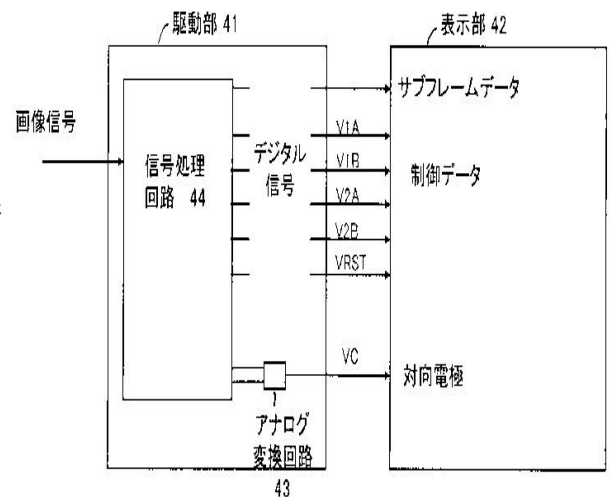 駆動部 41
表示部 42
画像信号
信号処理
回路 44
デジタル
信号
サブフレームデータ
V1A
V1B
制御データ
V2A
V2B
VRST
VC
対向電極
アナログ
変換回路
43